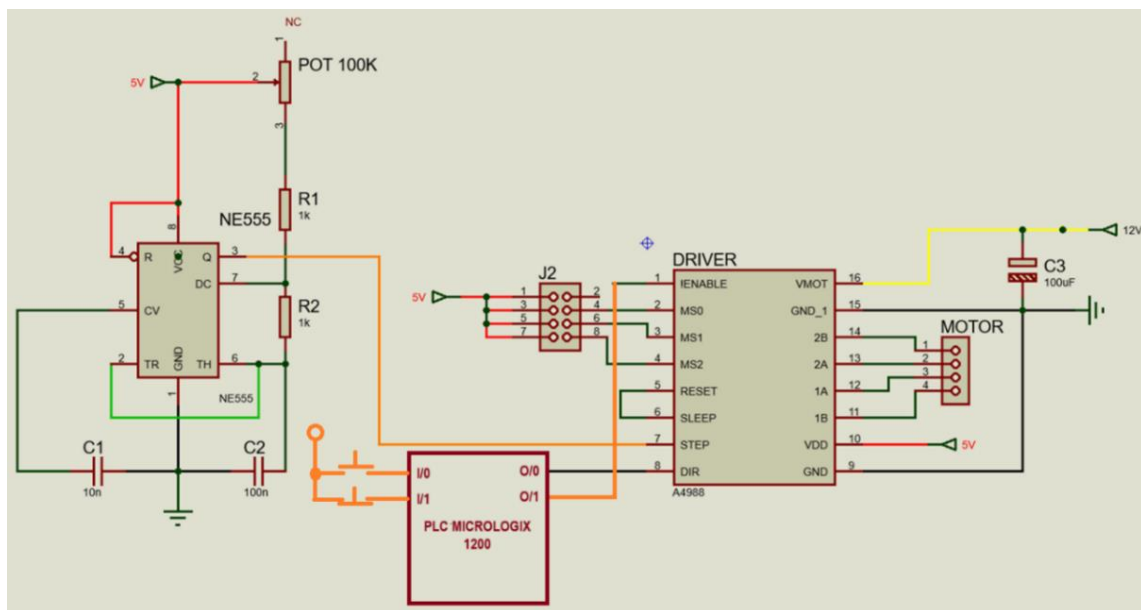 NC
1
POT 100K
5V
2
3
R1
1k
NE555
8
4
R
VCC
Q
3
DC
7
5
CV
R2
1k
2
TR
GND
TH
6
1
NE555
C1
10n
C2
100n
I/0
I/1
O/0
O/1
PLC MICROLOGIX
1200
J2
5V
1
2
3
4
5
6
7
8
DRIVER
1
IENABLE
2
MS0
3
MS1
4
MS2
5
RESET
6
SLEEP
7
STEP
8
DIR
A4988
VMOT
16
GND_1
15
2B
14
2A
13
1A
12
1B
11
VDD
10
GND
9
12V
C3
100uF
MOTOR
1
2
3
4
5V